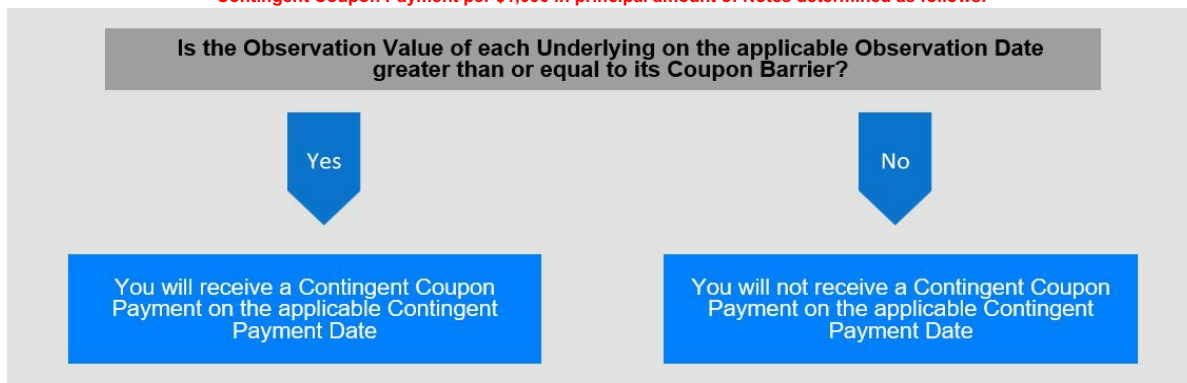 Contingent Coupon Payment per $1,000 in principal amount of Notes determined as follows:
Is the Observation Value of each Underlying on the applicable Observation Date
greater than or equal to its Coupon Barrier?
Yes
No
You will receive a Contingent Coupon
Payment on the applicable Contingent
Payment Date
You will not receive a Contingent Coupon
Payment on the applicable Contingent
Payment Date